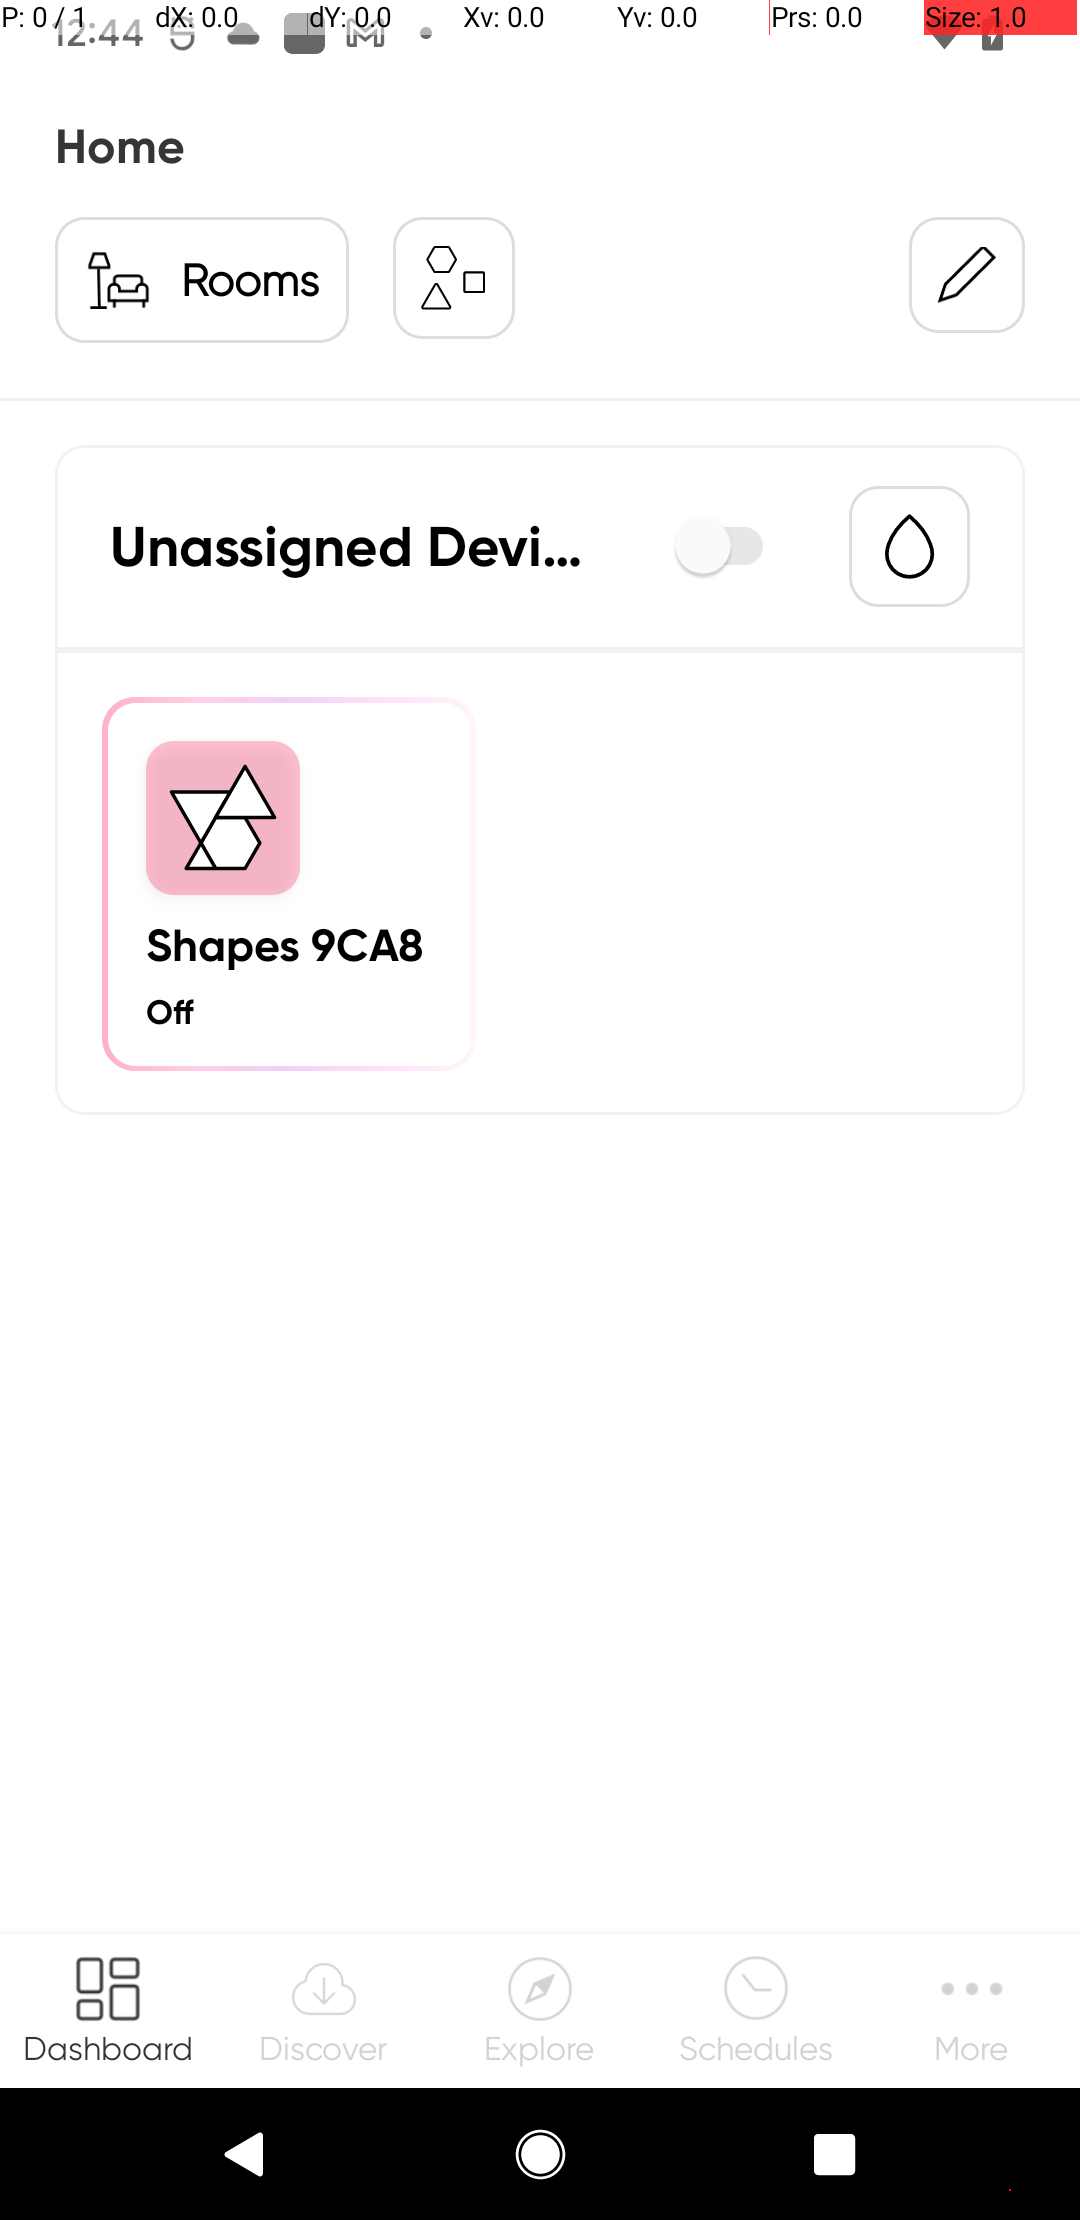 P: 0 / 1 dX: 0.0 dY: 0.0 Xv: 0.0 Yv: 0.0 Prs: 0.0 Size: 1.0
12:44
Home
Rooms
Unassigned Devi...
Shapes 9CA8
Off
Dashboard Discover Explore Schedules More